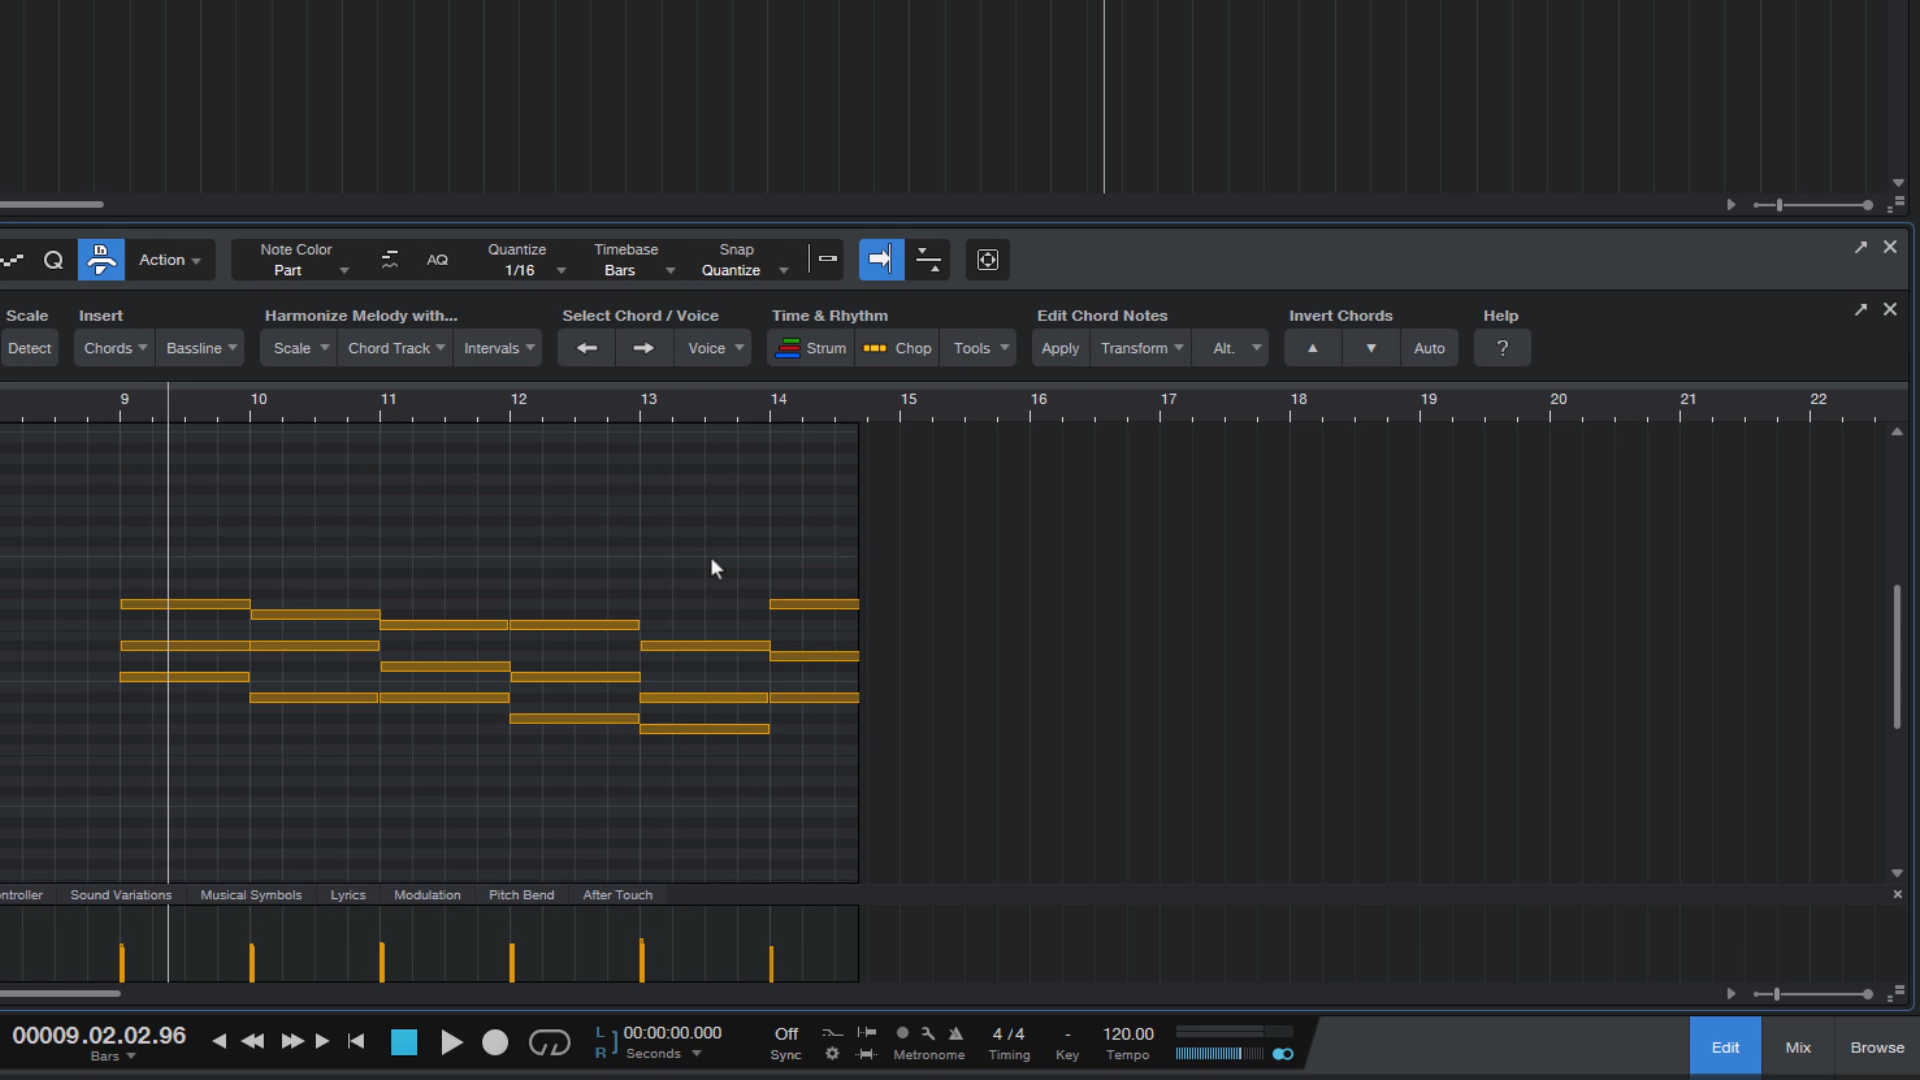 Q
Action
Note Color
Part
AQ
Quantize
1/16
Timebase
Bars
Snap
Quantize
Scale
Insert
Harmonize Melody with...
Select Chord / Voice
Time & Rhythm
Edit Chord Notes
Invert Chords
Help
Detect
Chords
Bassline
Scale
Chord Track
Intervals
Voice
Strum
Chop
Tools
Apply
Transform
Alt.
Auto
?
9 10 11 12 13 14 15 16 17 18 19 20 21 22
ntroller
Sound Variations
Musical Symbols
Lyrics
Modulation
Pitch Bend
After Touch
00009.02.02.96
Bars
L
R
00:00:00.000
Seconds
Off
Sync
Metronome
4 / 4
Timing
-
Key
120.00
Tempo
Edit
Mix
Browse